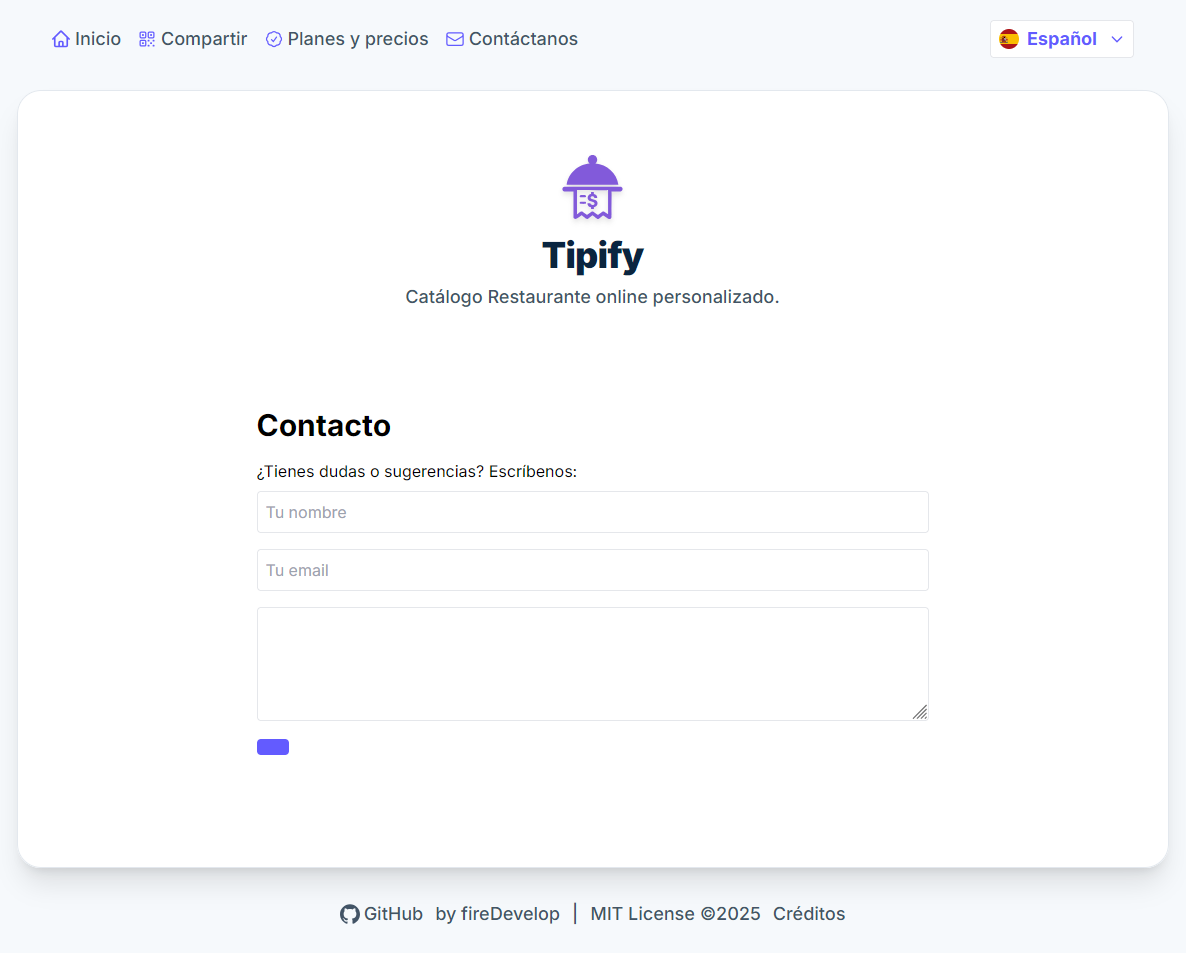 Inicio Compartir Planes y precios Contáctanos Español
$
Tipify
Catálogo Restaurante online personalizado.
Contacto
¿Tienes dudas o sugerencias? Escríbenos:
Tu nombre
Tu email
GitHub by fireDevelop | MIT License ©2025 Créditos